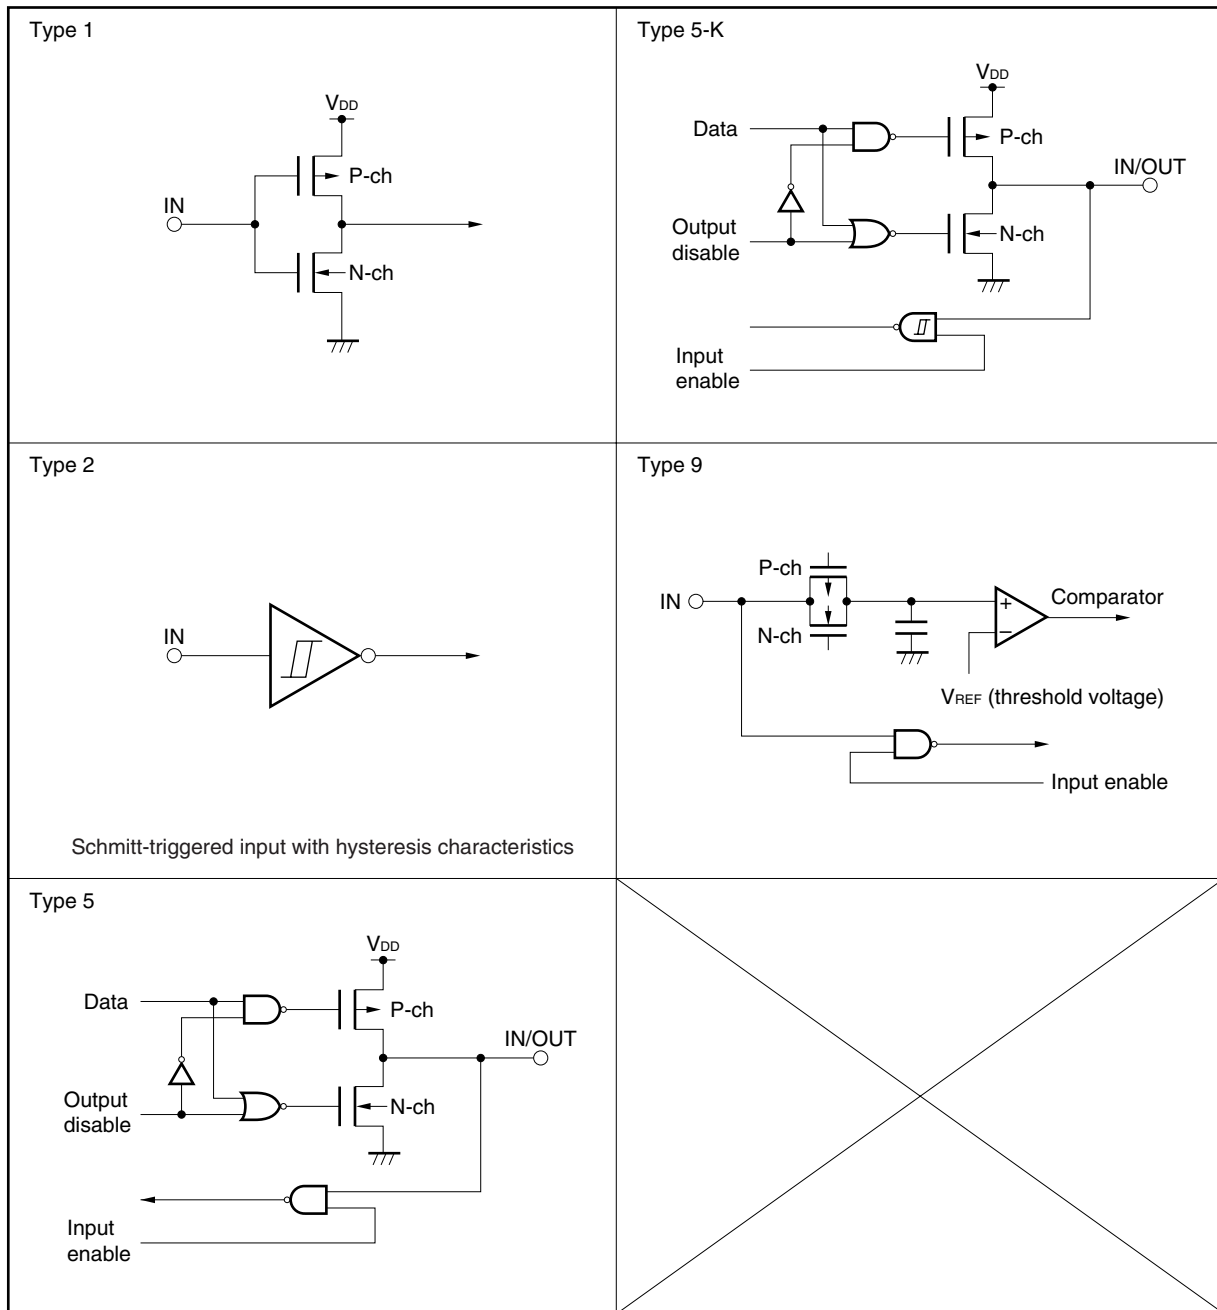 Type 1
VDD
P-ch
IN
N-ch
Type 5-K
VDD
Data
P-ch
IN/OUT
Output
disable
N-ch
Input
enable
Type 2
IN
Schmitt-triggered input with hysteresis characteristics
Type 9
P-ch
IN
N-ch
+
−
Comparator
VREF (threshold voltage)
Input enable
Type 5
VDD
Data
P-ch
IN/OUT
Output
disable
N-ch
Input
enable